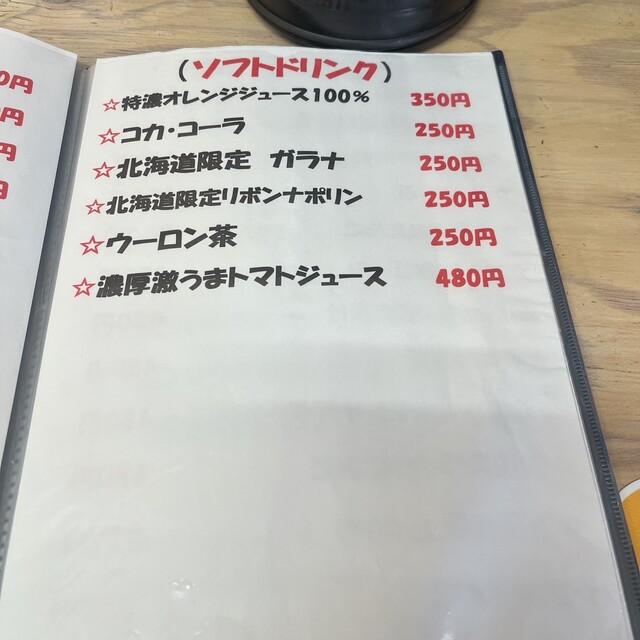 （ソフトドリンク）
☆特濃オレンジジュース100% 350円
☆コカ・コーラ 250円
☆北海道限定 ガラナ 250円
☆北海道限定リボンナポリン 250円
☆ウーロン茶 250円
☆濃厚激うまトマトジュース 480円